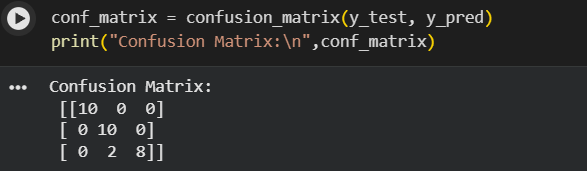 conf_matrix = confusion_matrix(y_test, y_pred)
print("Confusion Matrix:\n",conf_matrix)
Confusion Matrix:
[[10  0  0]
[ 0 10  0]
[ 0  2  8]]